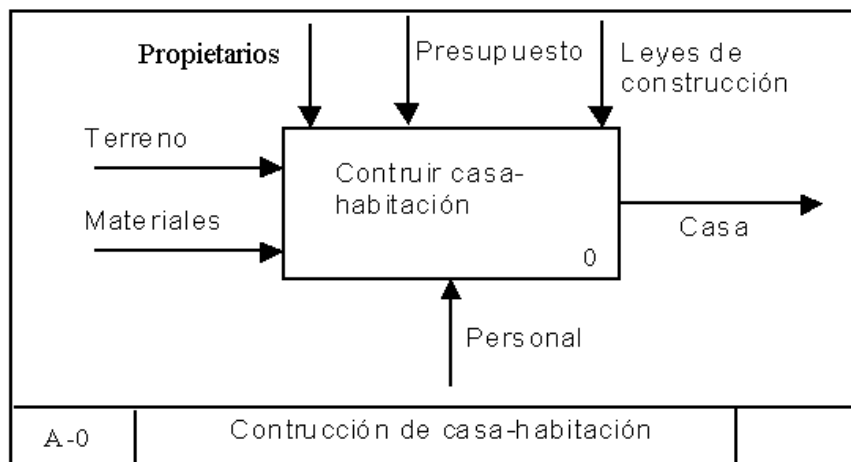 Propietarios
Presupuesto
Leyes de
construcción
Terreno
Contruir casa-
habitación
Materiales
Casa
0
Personal
A-0
Contrucción de casa-habitación